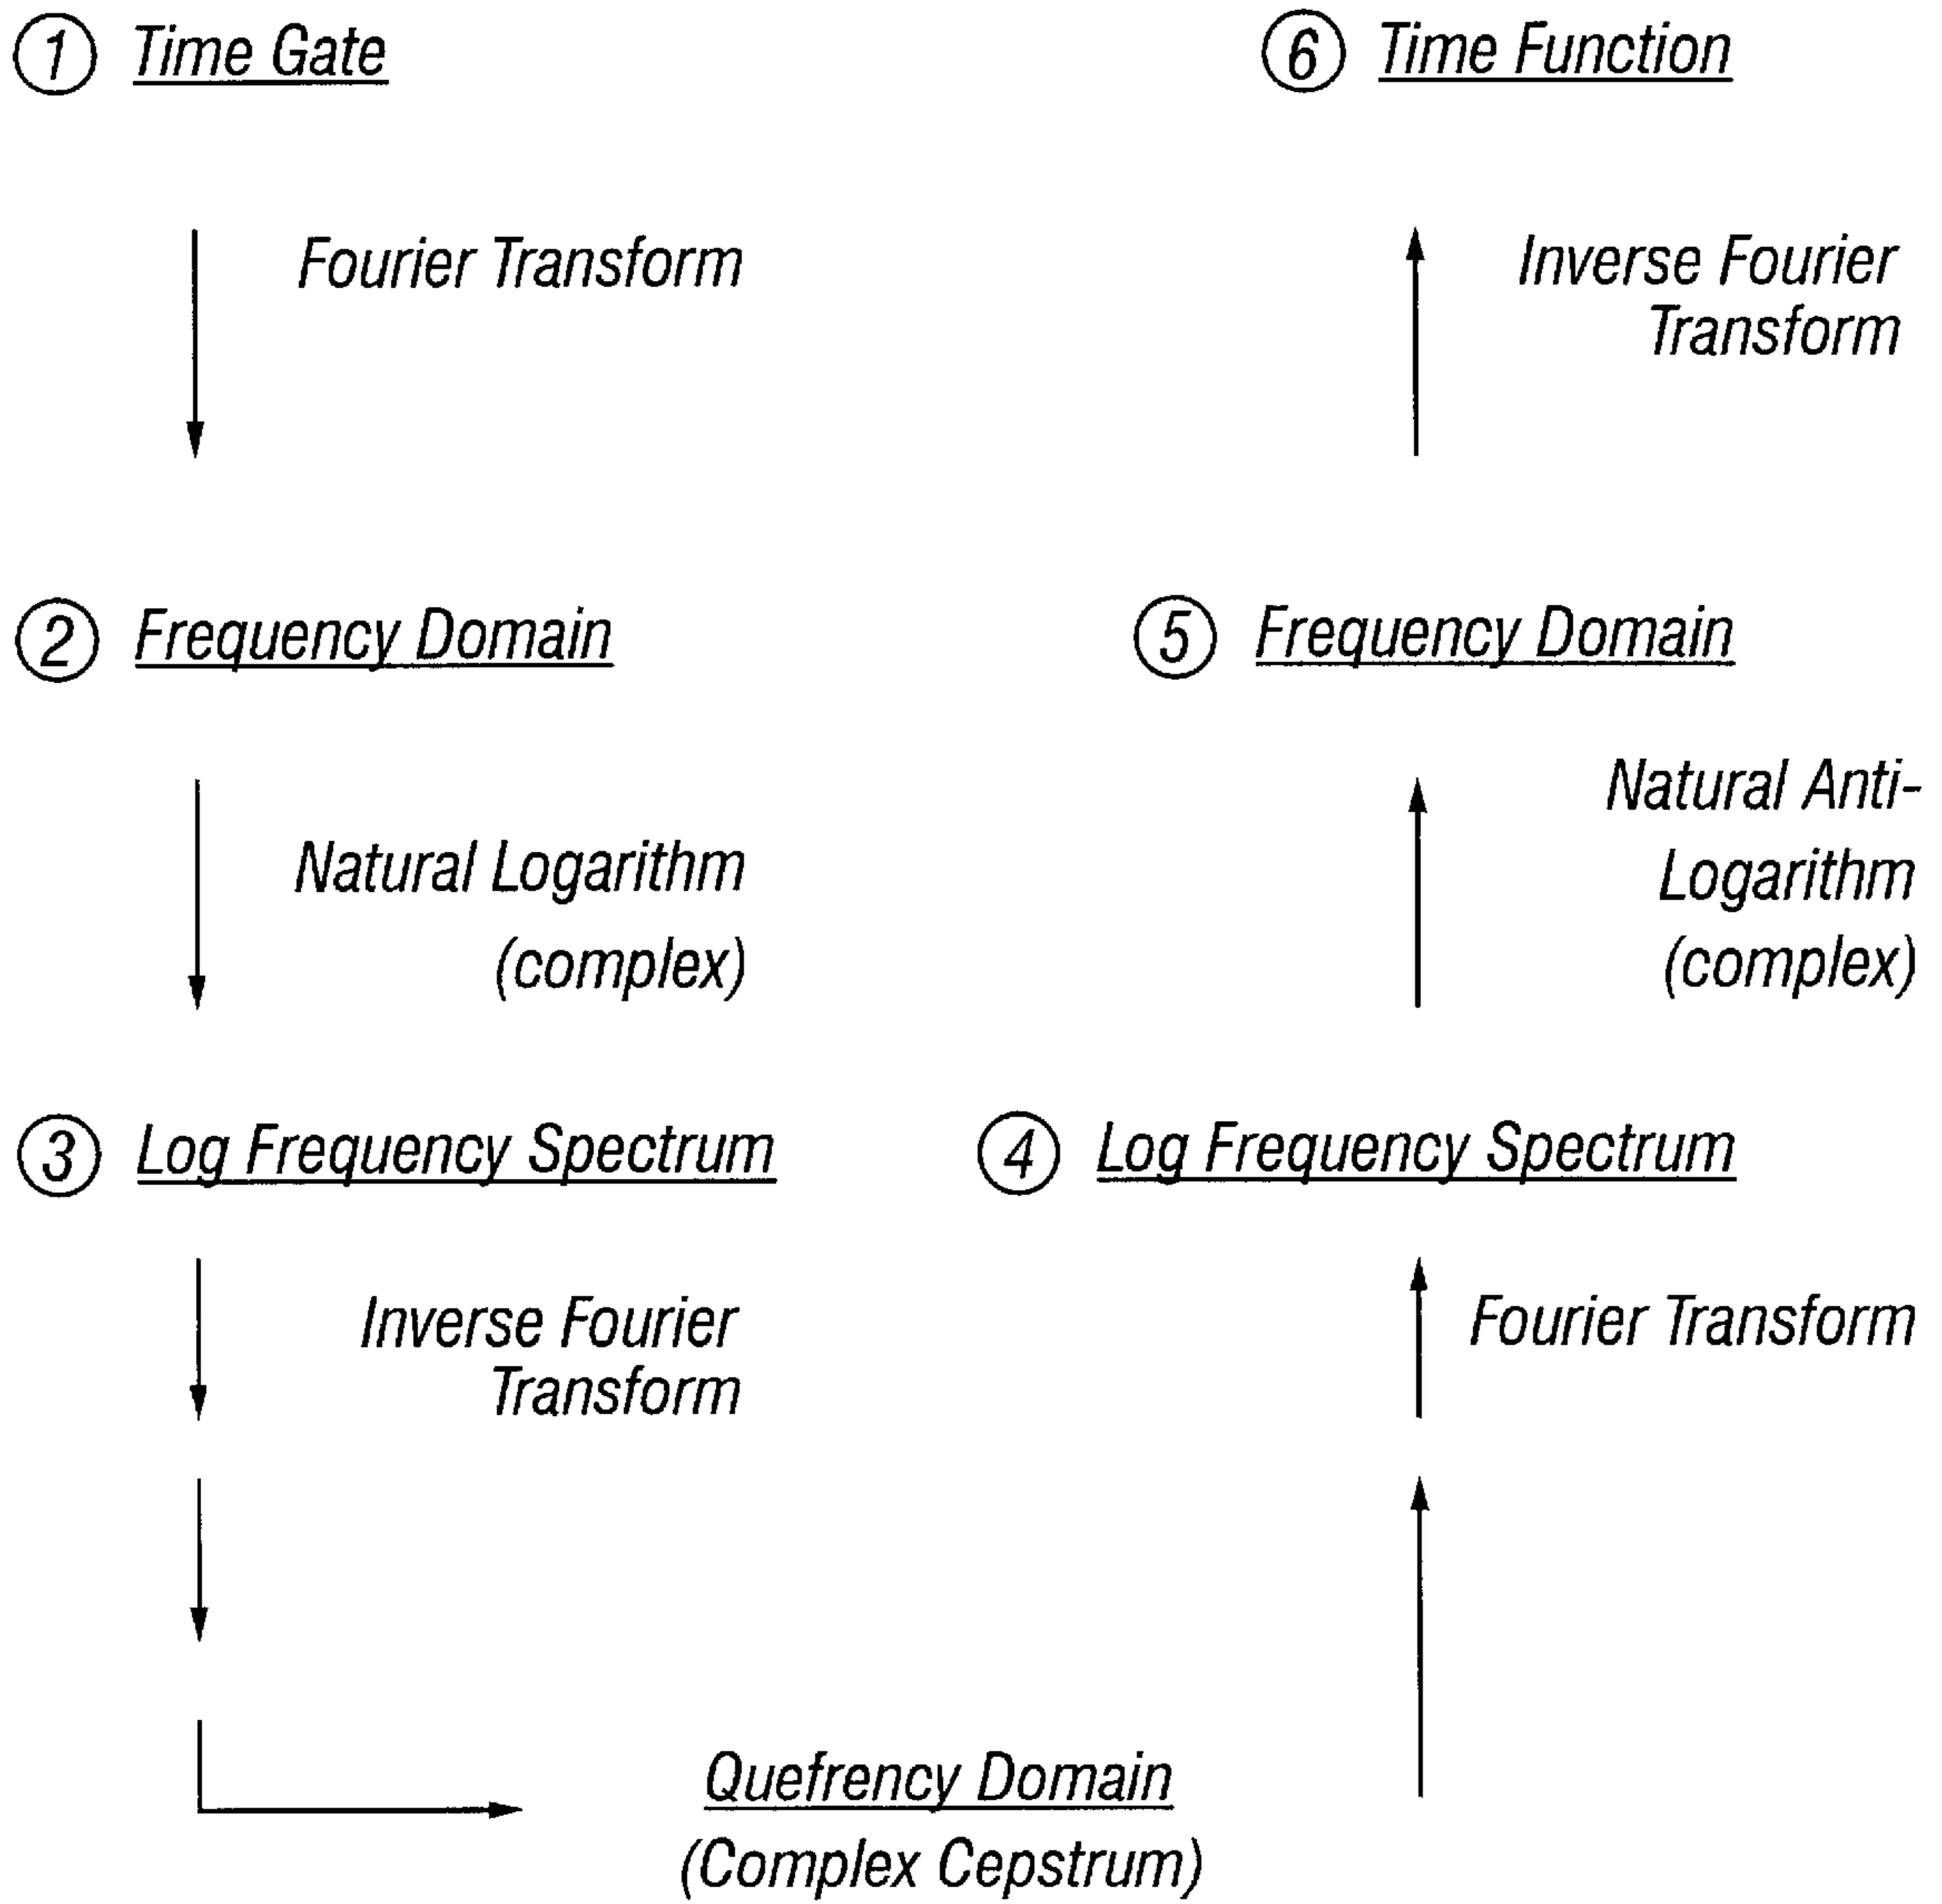 1 Time Gate
Fourier Transform
2 Frequency Domain
Natural Logarithm
(complex)
3 Log Frequency Spectrum
Inverse Fourier
Transform
Quefrency Domain
(Complex Cepstrum)
4 Log Frequency Spectrum
Fourier Transform
5 Frequency Domain
Natural Anti-
Logarithm
(complex)
6 Time Function
Inverse Fourier
Transform